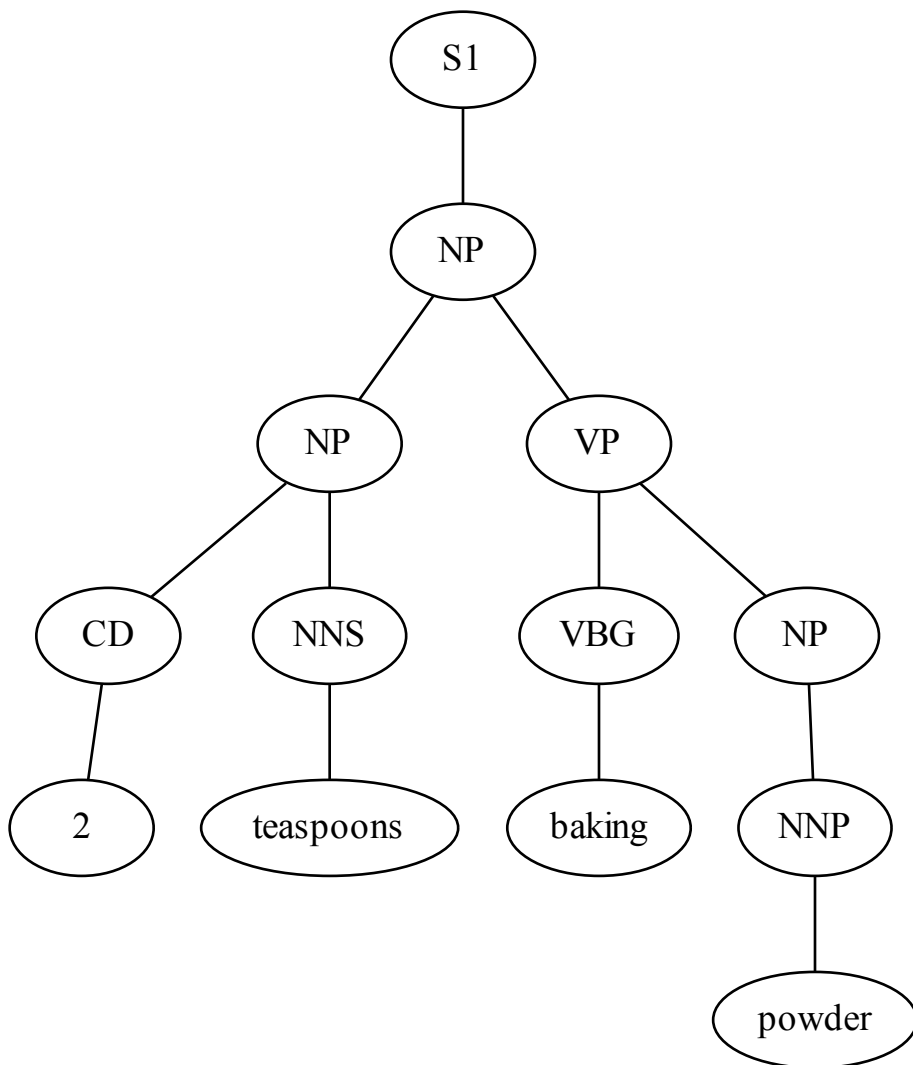 S1
NP
NP VP
CD NNS VBG NP
2 teaspoons baking NNP
powder